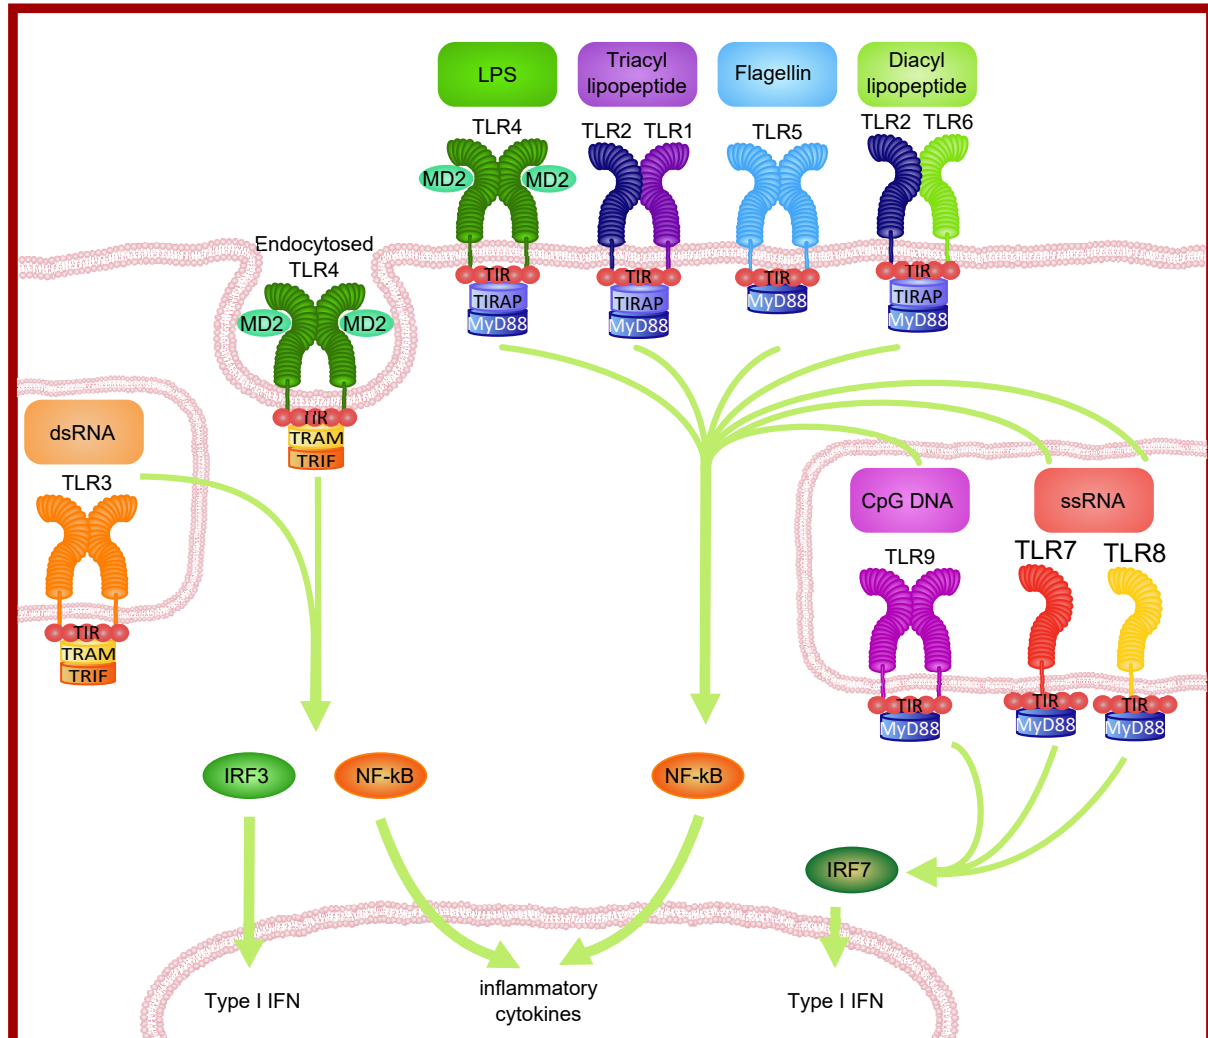 LPS
Triacyl
lipopeptide
Flagellin
Diacyl
lipopeptide
TLR4
TLR2 TLR1
TLR5
TLR2 TLR6
MD2
MD2
TIR
TIRAP
MyD88
TIR
TIRAP
MyD88
TIR
MyD88
TIR
TIRAP
MyD88
Endocytosed
TLR4
MD2
MD2
TIR
TRAM
TRIF
dsRNA
TLR3
TIR
TRAM
TRIF
CpG DNA
ssRNA
TLR9
TLR7
TLR8
TIR
MyD88
TIR
MyD88
TIR
MyD88
IRF3
NF-kB
NF-kB
IRF7
Type I IFN
inflammatory
cytokines
Type I IFN